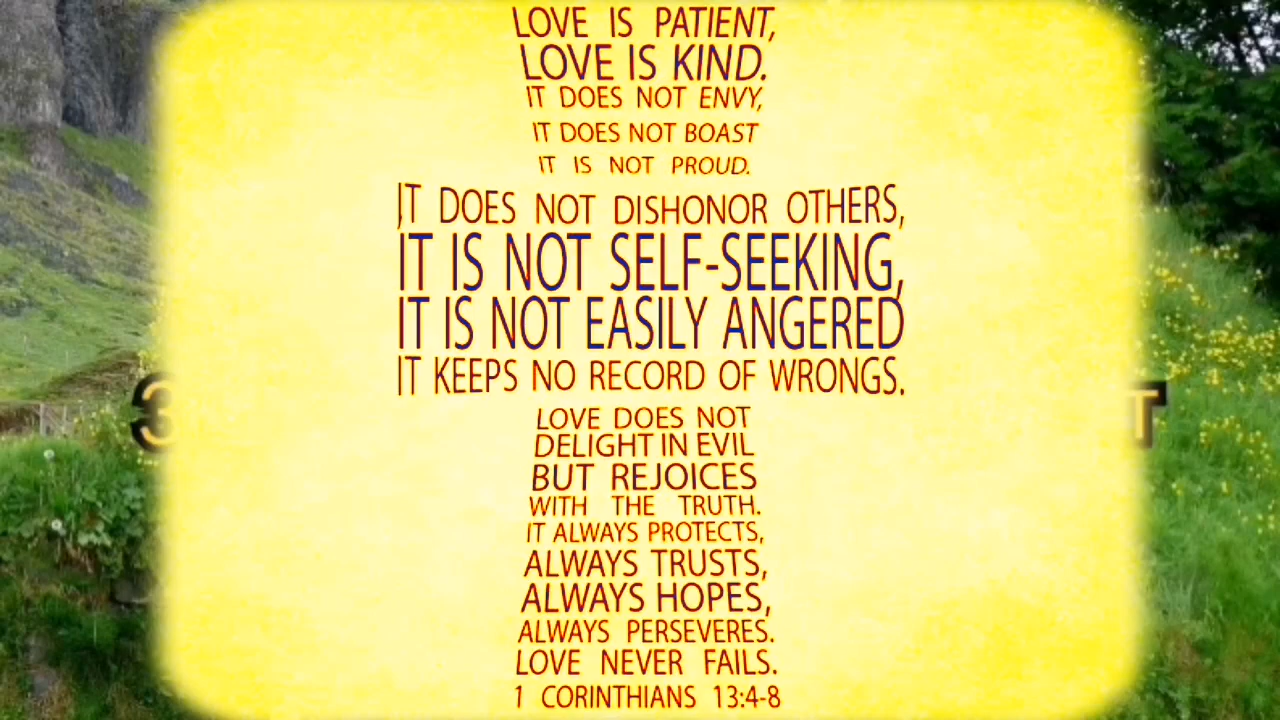 LOVE IS PATIENT,
LOVE IS KIND.
IT DOES NOT ENVY,
IT DOES NOT BOAST
IT IS NOT PROUD.
IT DOES NOT DISHONOR OTHERS,
IT IS NOT SELF-SEEKING,
IT IS NOT EASILY ANGERED
IT KEEPS NO RECORD OF WRONGS.
LOVE DOES NOT
DELIGHT IN EVIL
BUT REJOICES
WITH THE TRUTH.
IT ALWAYS PROTECTS,
ALWAYS TRUSTS,
ALWAYS HOPES,
ALWAYS PERSEVERES.
LOVE NEVER FAILS.
1 CORINTHIANS 13:4-8